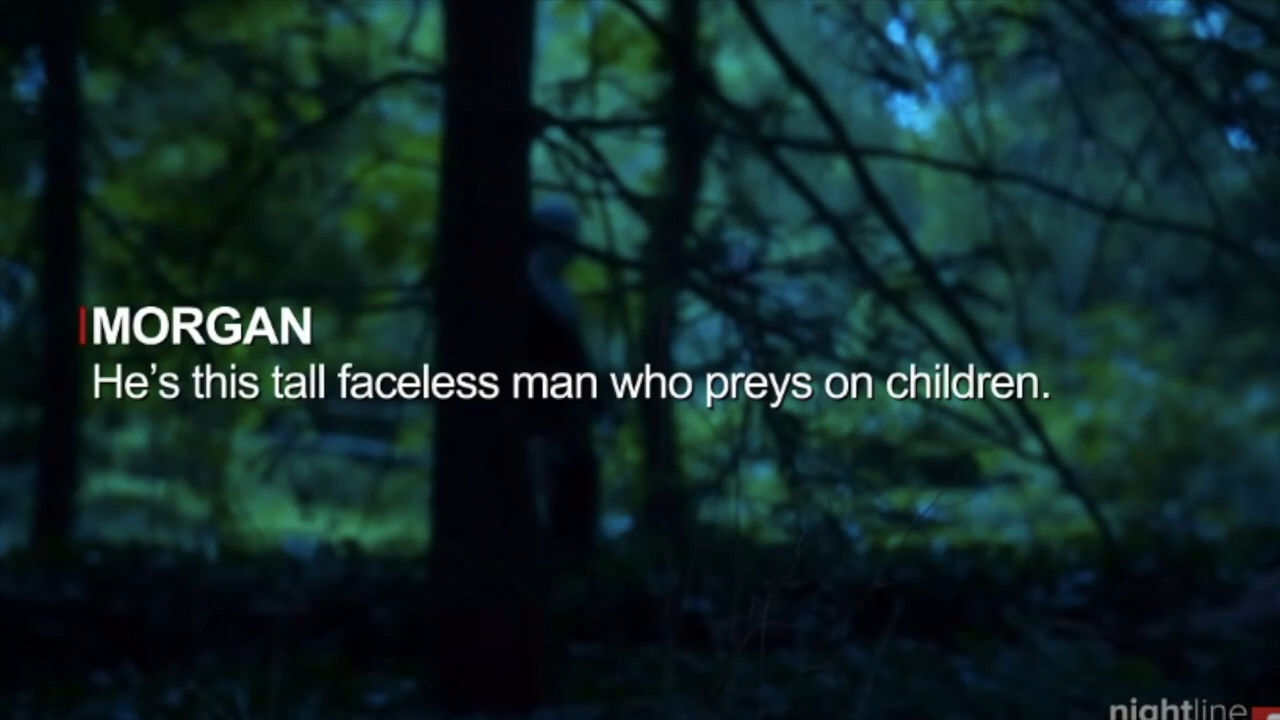 MORGAN
He’s this tall faceless man who preys on children.
nightline